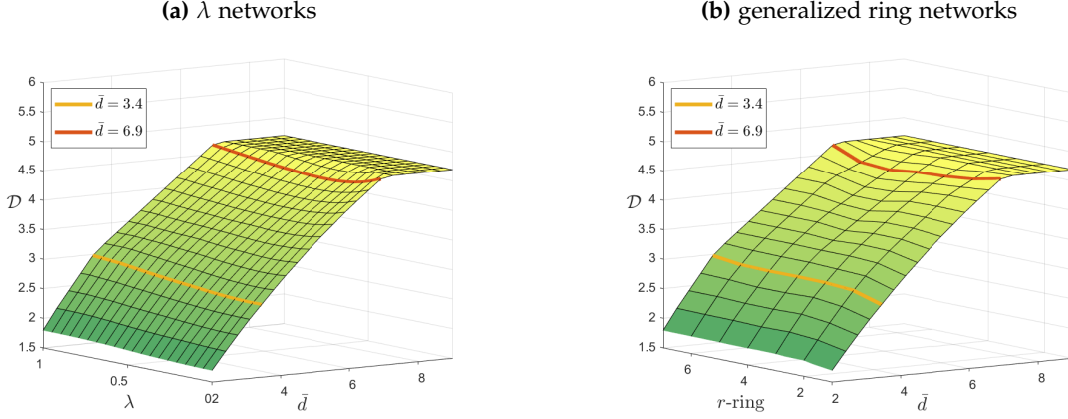 (a) λ networks
6
5.5
5
4.5
4
3.5
3
2.5
2
1.5
𝒟
d̄ = 3.4
d̄ = 6.9
1
0.5
02
4
6
8
λ
d̄
(b) generalized ring networks
6
5.5
5
4.5
4
3.5
3
2.5
2
1.5
𝒟
d̄ = 3.4
d̄ = 6.9
6
4
2
2
4
6
8
r-ring
d̄